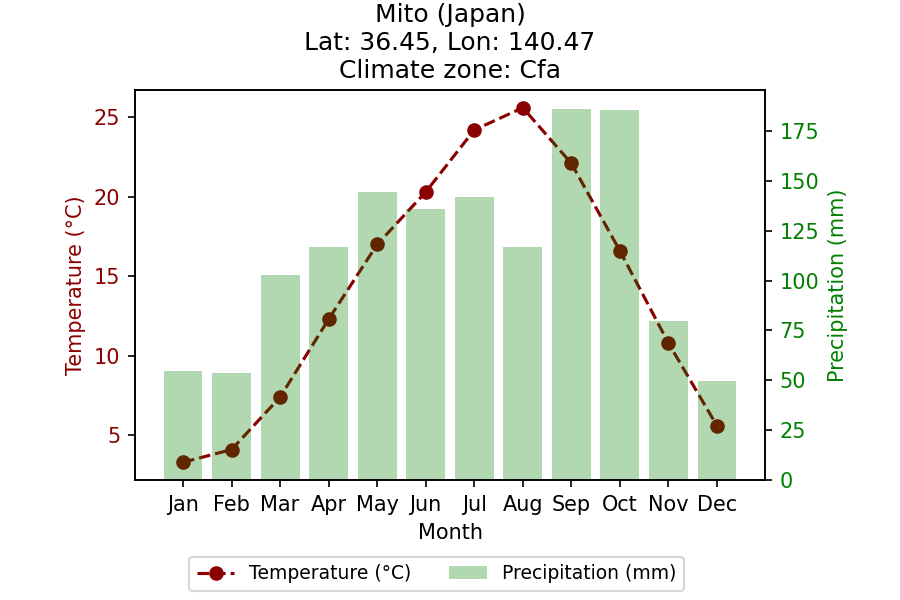 Mito (Japan)
Lat: 36.45, Lon: 140.47
Climate zone: Cfa
Temperature (°C)
25
20
15
10
5
175
150
125
100
75
50
25
0
Precipitation (mm)
Jan Feb Mar Apr May Jun Jul Aug Sep Oct Nov Dec
Month
Temperature (°C) Precipitation (mm)